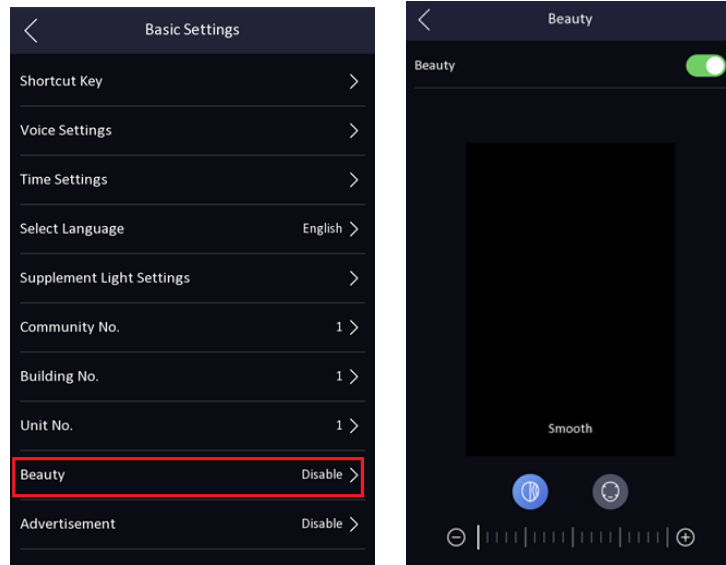 Basic Settings
Shortcut Key
Voice Settings
Time Settings
Select Language English
Supplement Light Settings
Community No. 1
Building No. 1
Unit No. 1
Beauty Disable
Advertisement Disable
Beauty
Beauty
Smooth